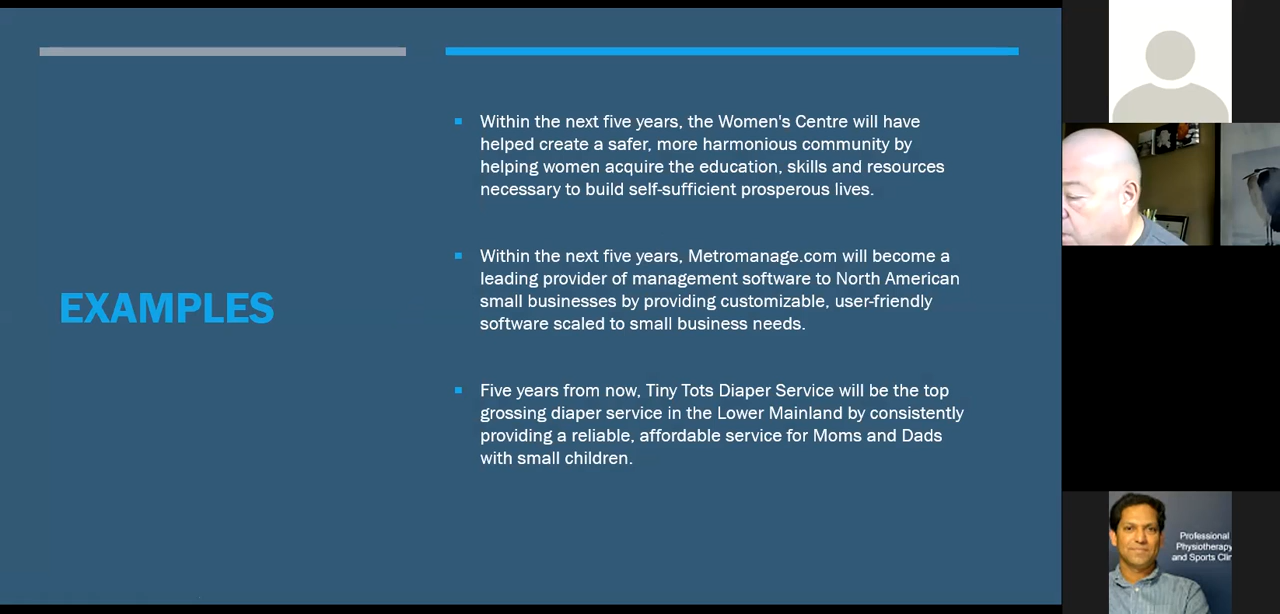 EXAMPLES
Within the next five years, the Women's Centre will have
helped create a safer, more harmonious community by
helping women acquire the education, skills and resources
necessary to build self-sufficient prosperous lives.
Within the next five years, Metromanage.com will become a
leading provider of management software to North American
small businesses by providing customizable, user-friendly
software scaled to small business needs.
Five years from now, Tiny Tots Diaper Service will be the top
grossing diaper service in the Lower Mainland by consistently
providing a reliable, affordable service for Moms and Dads
with small children.
Professional
Physiotherapy
and Sports Clin